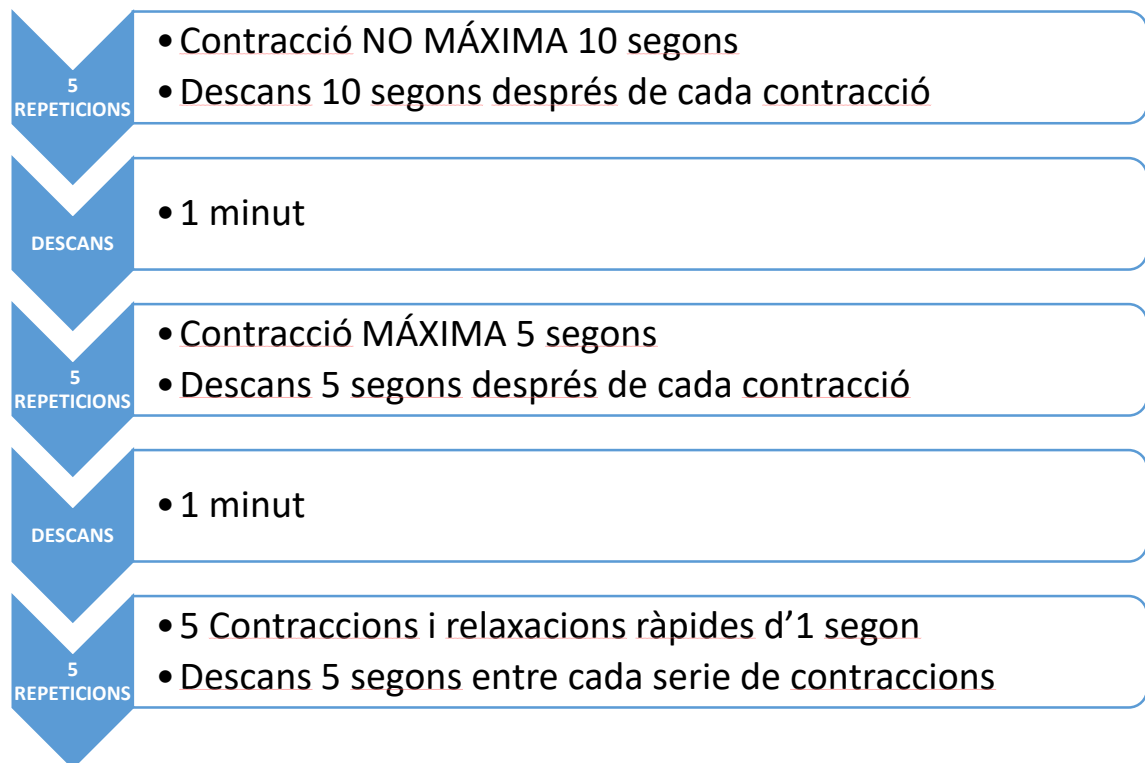 5
REPETICIONS
• Contracció NO MÁXIMA 10 segons
• Descans 10 segons després de cada contracció
DESCANS
• 1 minut
5
REPETICIONS
• Contracció MÁXIMA 5 segons
• Descans 5 segons després de cada contracció
DESCANS
• 1 minut
5
REPETICIONS
• 5 Contraccions i relaxacions ràpides d’1 segon
• Descans 5 segons entre cada serie de contraccions